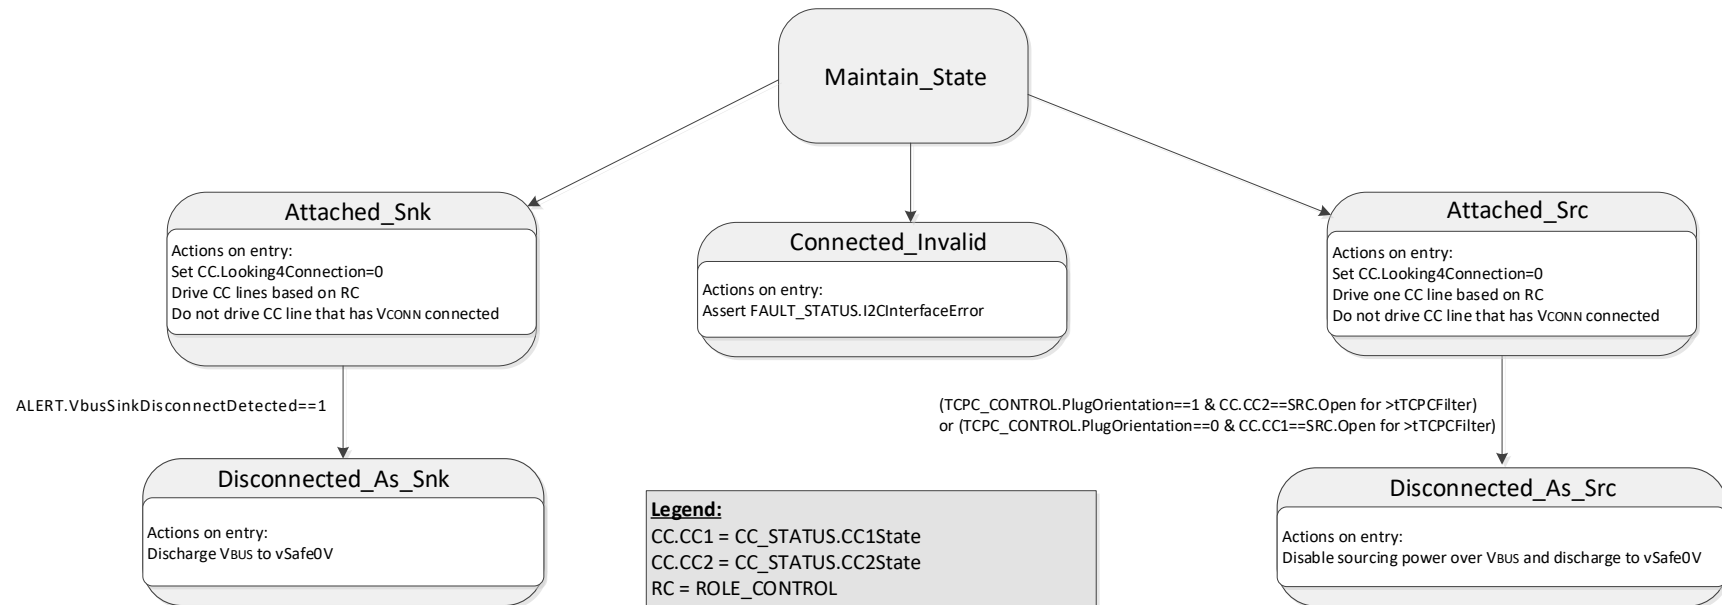 Maintain_State
Attached_Snk
Actions on entry:
Set CC.Looking4Connection=0
Drive CC lines based on RC
Do not drive CC line that has VCONN connected
Connected_Invalid
Actions on entry:
Assert FAULT_STATUS.I2CInterfaceError
Attached_Src
Actions on entry:
Set CC.Looking4Connection=0
Drive one CC line based on RC
Do not drive CC line that has VCONN connected
ALERT.VbusSinkDisconnectDetected==1
(TCPC_CONTROL.PlugOrientation==1 & CC.CC2==SRC.Open for >tTCPCFilter)
or (TCPC_CONTROL.PlugOrientation==0 & CC.CC1==SRC.Open for >tTCPCFilter)
Disconnected_As_Snk
Actions on entry:
Discharge VBUS to vSafe0V
Legend:
CC.CC1 = CC_STATUS.CC1State
CC.CC2 = CC_STATUS.CC2State
RC = ROLE_CONTROL
Disconnected_As_Src
Actions on entry:
Disable sourcing power over VBUS and discharge to vSafe0V